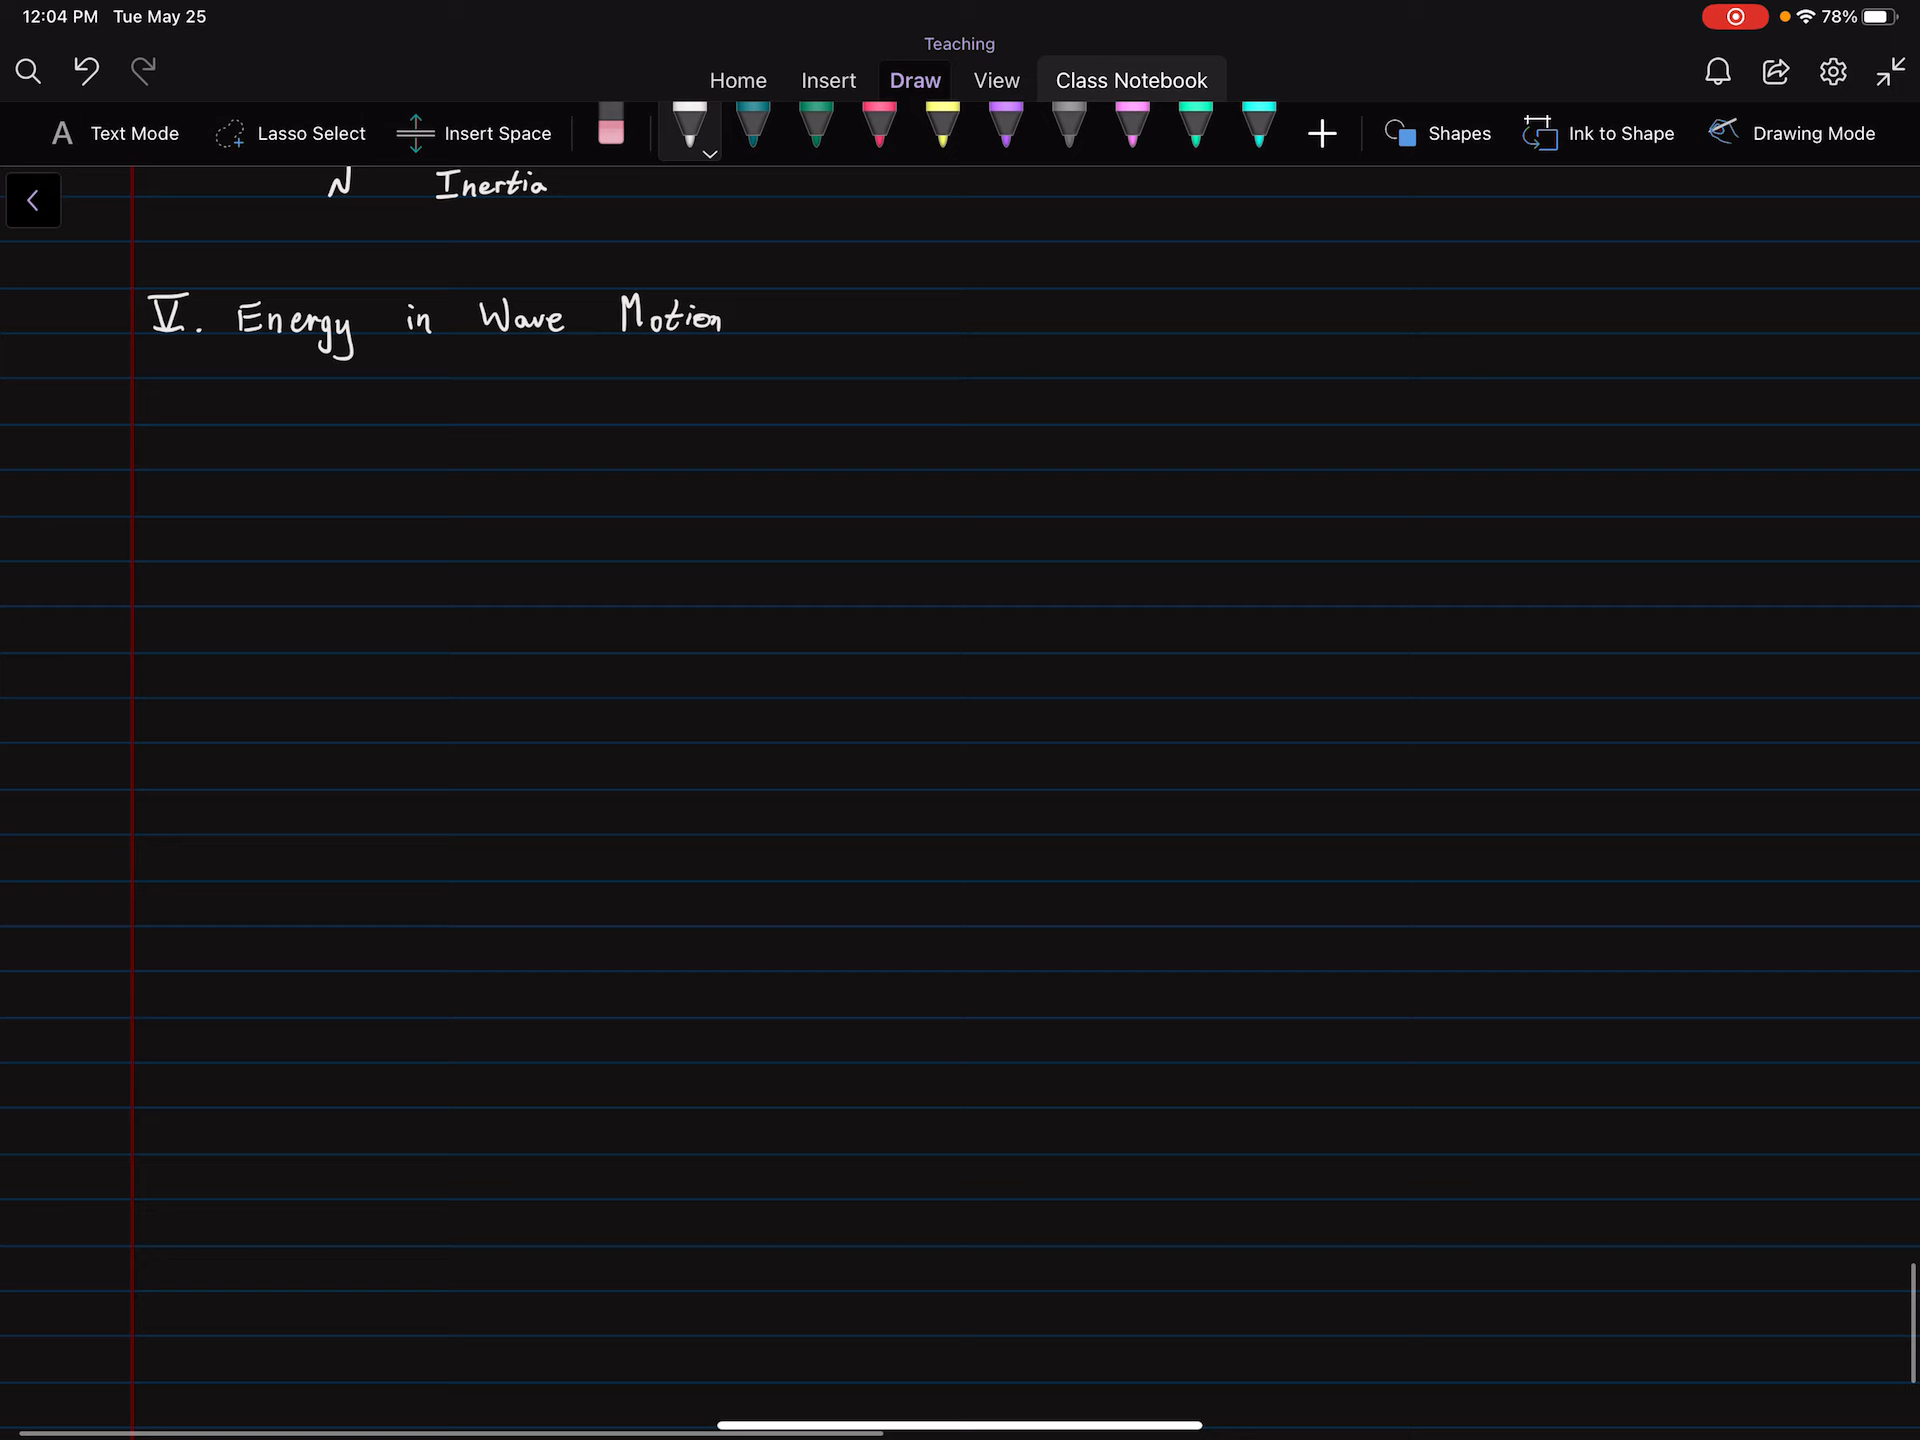 12:04 PM Tue May 25
78%
Teaching
Home Insert Draw View Class Notebook
Text Mode Lasso Select Insert Space Shapes Ink to Shape Drawing Mode
Inertia
V. Energy in Wave Motion